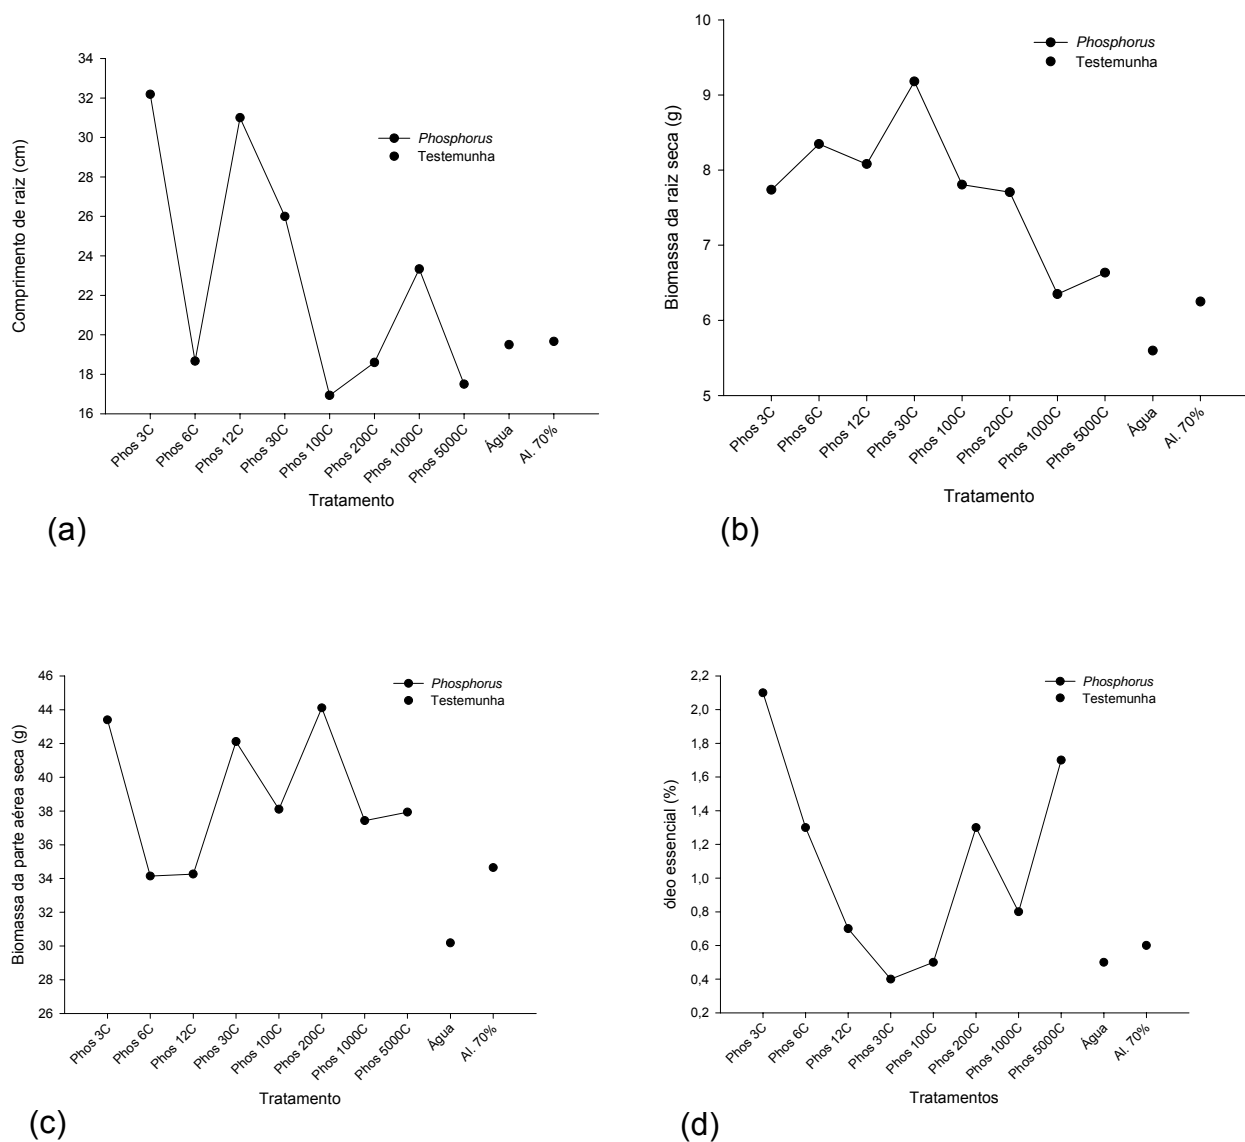 34
32
30
28
26
24
22
20
18
16
Comprimento de raiz (cm)
Phosphorus
Testemunha
Phos 3C
Phos 6C
Phos 12C
Phos 30C
Phos 100C
Phos 200C
Phos 1000C
Phos 5000C
Água
Al. 70%
Tratamento
(a)
10
9
8
7
6
5
Biomassa da raiz seca (g)
Phosphorus
Testemunha
Phos 3C
Phos 6C
Phos 12C
Phos 30C
Phos 100C
Phos 200C
Phos 1000C
Phos 5000C
Água
Al. 70%
Tratamento
(b)
46
44
42
40
38
36
34
32
30
28
26
Biomassa da parte aérea seca (g)
Phosphorus
Testemunha
Phos 3C
Phos 6C
Phos 12C
Phos 30C
Phos 100C
Phos 200C
Phos 1000C
Phos 5000C
Água
Al. 70%
Tratamento
(c)
2,2
2,0
1,8
1,6
1,4
1,2
1,0
0,8
0,6
0,4
0,2
óleo essencial (%)
Phosphorus
Testemunha
Phos 3C
Phos 6C
Phos 12C
Phos 30C
Phos 100C
Phos 200C
Phos 1000C
Phos 5000C
Água
Al. 70%
Tratamentos
(d)